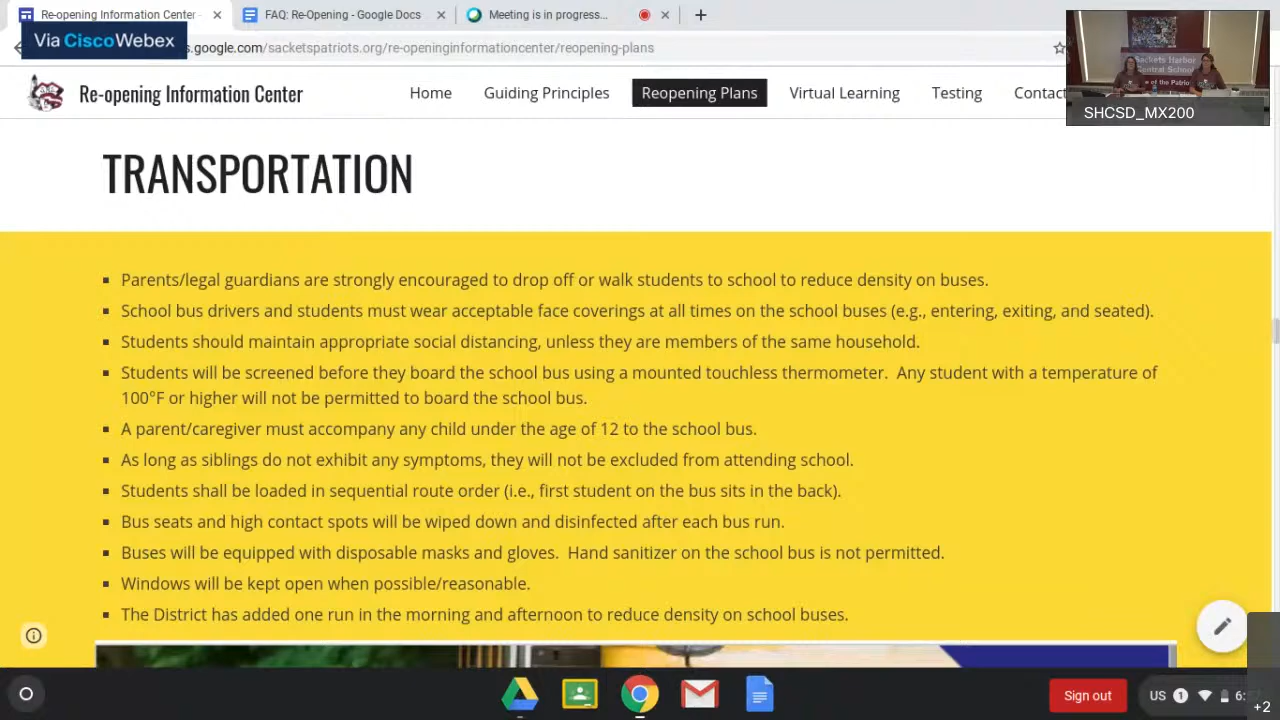 Re-opening Information Center
FAQ: Re-Opening - Google Docs
Meeting is in progress...
Via CiscoWebex
s.google.com/sacketspatriots.org/re-openinginformationcenter/reopening-plans
Re-opening Information Center
Home
Guiding Principles
Reopening Plans
Virtual Learning
Testing
Contact
Sackets Harbor
Central School
SHCSD_MX200
TRANSPORTATION
▪ Parents/legal guardians are strongly encouraged to drop off or walk students to school to reduce density on buses.
▪ School bus drivers and students must wear acceptable face coverings at all times on the school buses (e.g., entering, exiting, and seated).
▪ Students should maintain appropriate social distancing, unless they are members of the same household.
▪ Students will be screened before they board the school bus using a mounted touchless thermometer.  Any student with a temperature of
100°F or higher will not be permitted to board the school bus.
▪ A parent/caregiver must accompany any child under the age of 12 to the school bus.
▪ As long as siblings do not exhibit any symptoms, they will not be excluded from attending school.
▪ Students shall be loaded in sequential route order (i.e., first student on the bus sits in the back).
▪ Bus seats and high contact spots will be wiped down and disinfected after each bus run.
▪ Buses will be equipped with disposable masks and gloves.  Hand sanitizer on the school bus is not permitted.
▪ Windows will be kept open when possible/reasonable.
▪ The District has added one run in the morning and afternoon to reduce density on school buses.
Sign out
US
1
+2